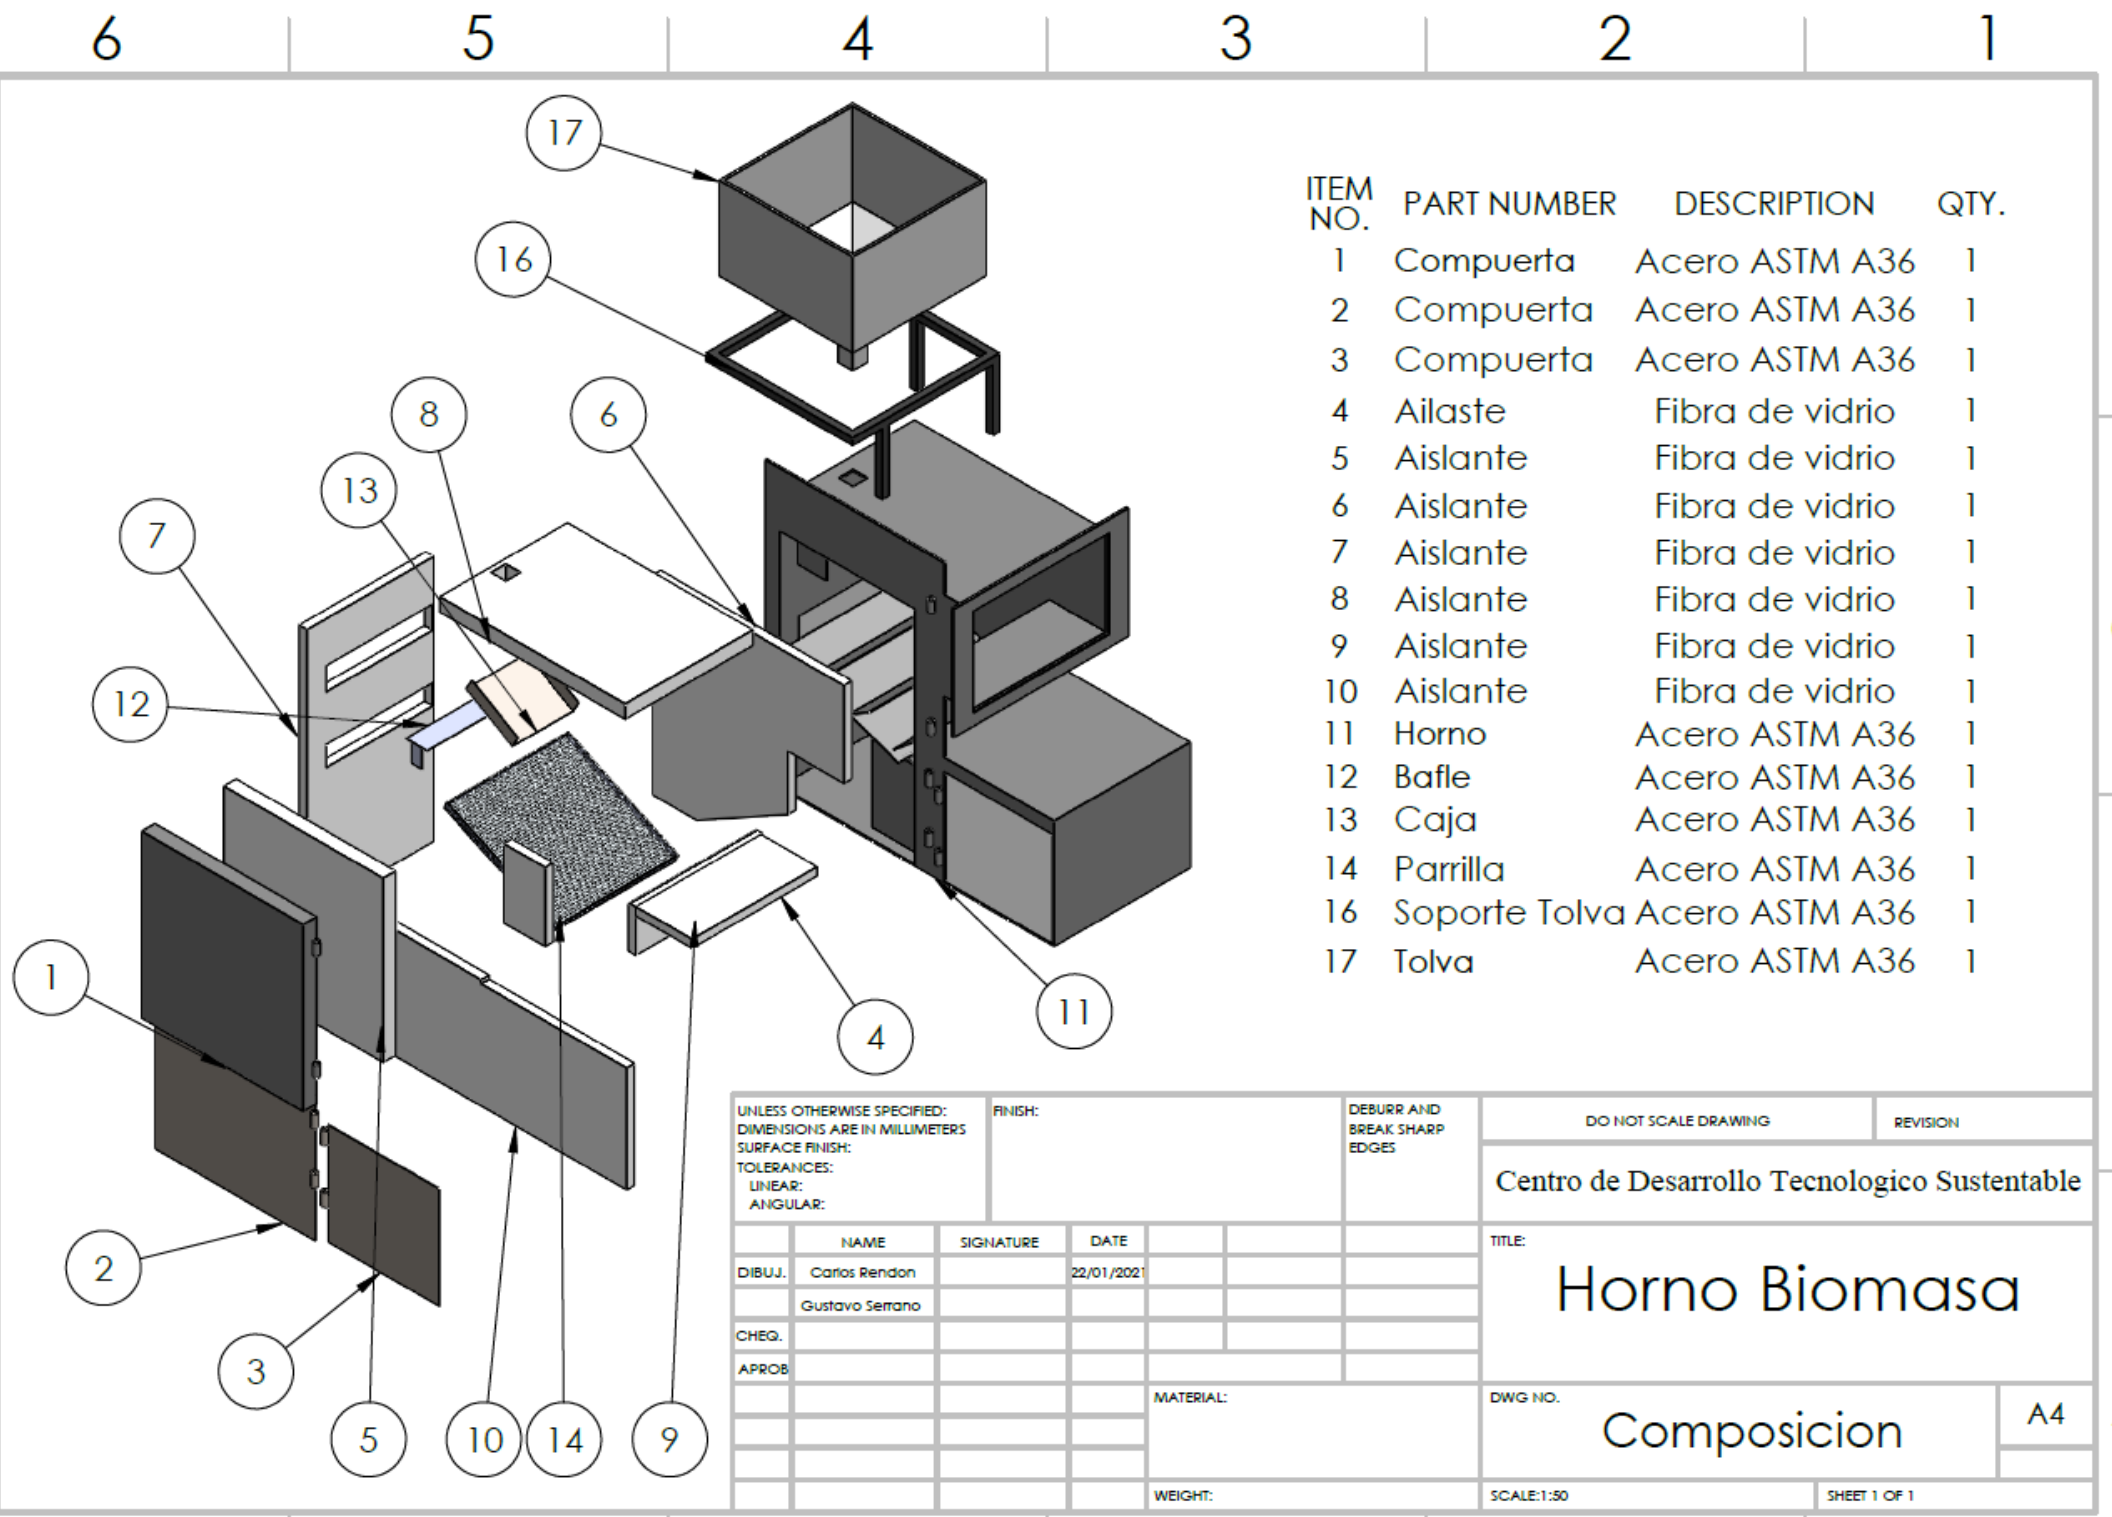 6 5 4 3 2 1
17
16
8
6
13
7
12
1
4
11
2
3
5
10
14
9
ITEM NO. PART NUMBER DESCRIPTION QTY.
1 Compuerta Acero ASTM A36 1
2 Compuerta Acero ASTM A36 1
3 Compuerta Acero ASTM A36 1
4 Ailaste Fibra de vidrio 1
5 Aislante Fibra de vidrio 1
6 Aislante Fibra de vidrio 1
7 Aislante Fibra de vidrio 1
8 Aislante Fibra de vidrio 1
9 Aislante Fibra de vidrio 1
10 Aislante Fibra de vidrio 1
11 Horno Acero ASTM A36 1
12 Bafle Acero ASTM A36 1
13 Caja Acero ASTM A36 1
14 Parrilla Acero ASTM A36 1
16 Soporte Tolva Acero ASTM A36 1
17 Tolva Acero ASTM A36 1
UNLESS OTHERWISE SPECIFIED:
DIMENSIONS ARE IN MILLIMETERS
SURFACE FINISH:
TOLERANCES:
LINEAR:
ANGULAR:
FINISH:
DEBURR AND
BREAK SHARP
EDGES
DO NOT SCALE DRAWING
REVISION
Centro de Desarrollo Tecnologico Sustentable
NAME SIGNATURE DATE
DIBUJ. Carlos Rendon 22/01/2021
Gustavo Serrano
CHEQ.
APROB
TITLE:
Horno Biomasa
MATERIAL:
DWG NO.
Composicion
A4
WEIGHT:
SCALE:1:50
SHEET 1 OF 1